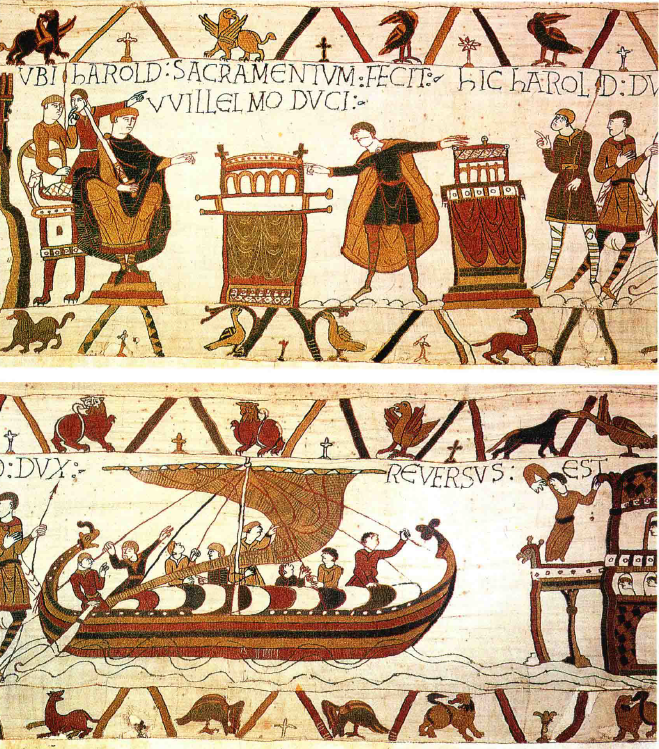 VBI hAROLD: SACRAMENTVM: FECIT:
VVILLELMO DVCI:
hIC hAROLD: DV
D: DVX:
REVERSVS: EST